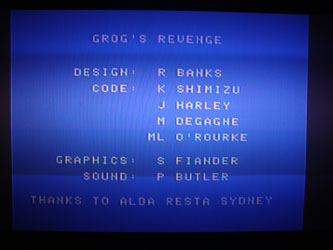 GROG'S REVENGE
DESIGN: R BANKS
CODE: K SHIMIZU
J HARLEY
M DEGAGNE
ML O'ROURKE
GRAPHICS: S FIANDER
SOUND: P BUTLER
THANKS TO ALDA RESTA SYDNEY